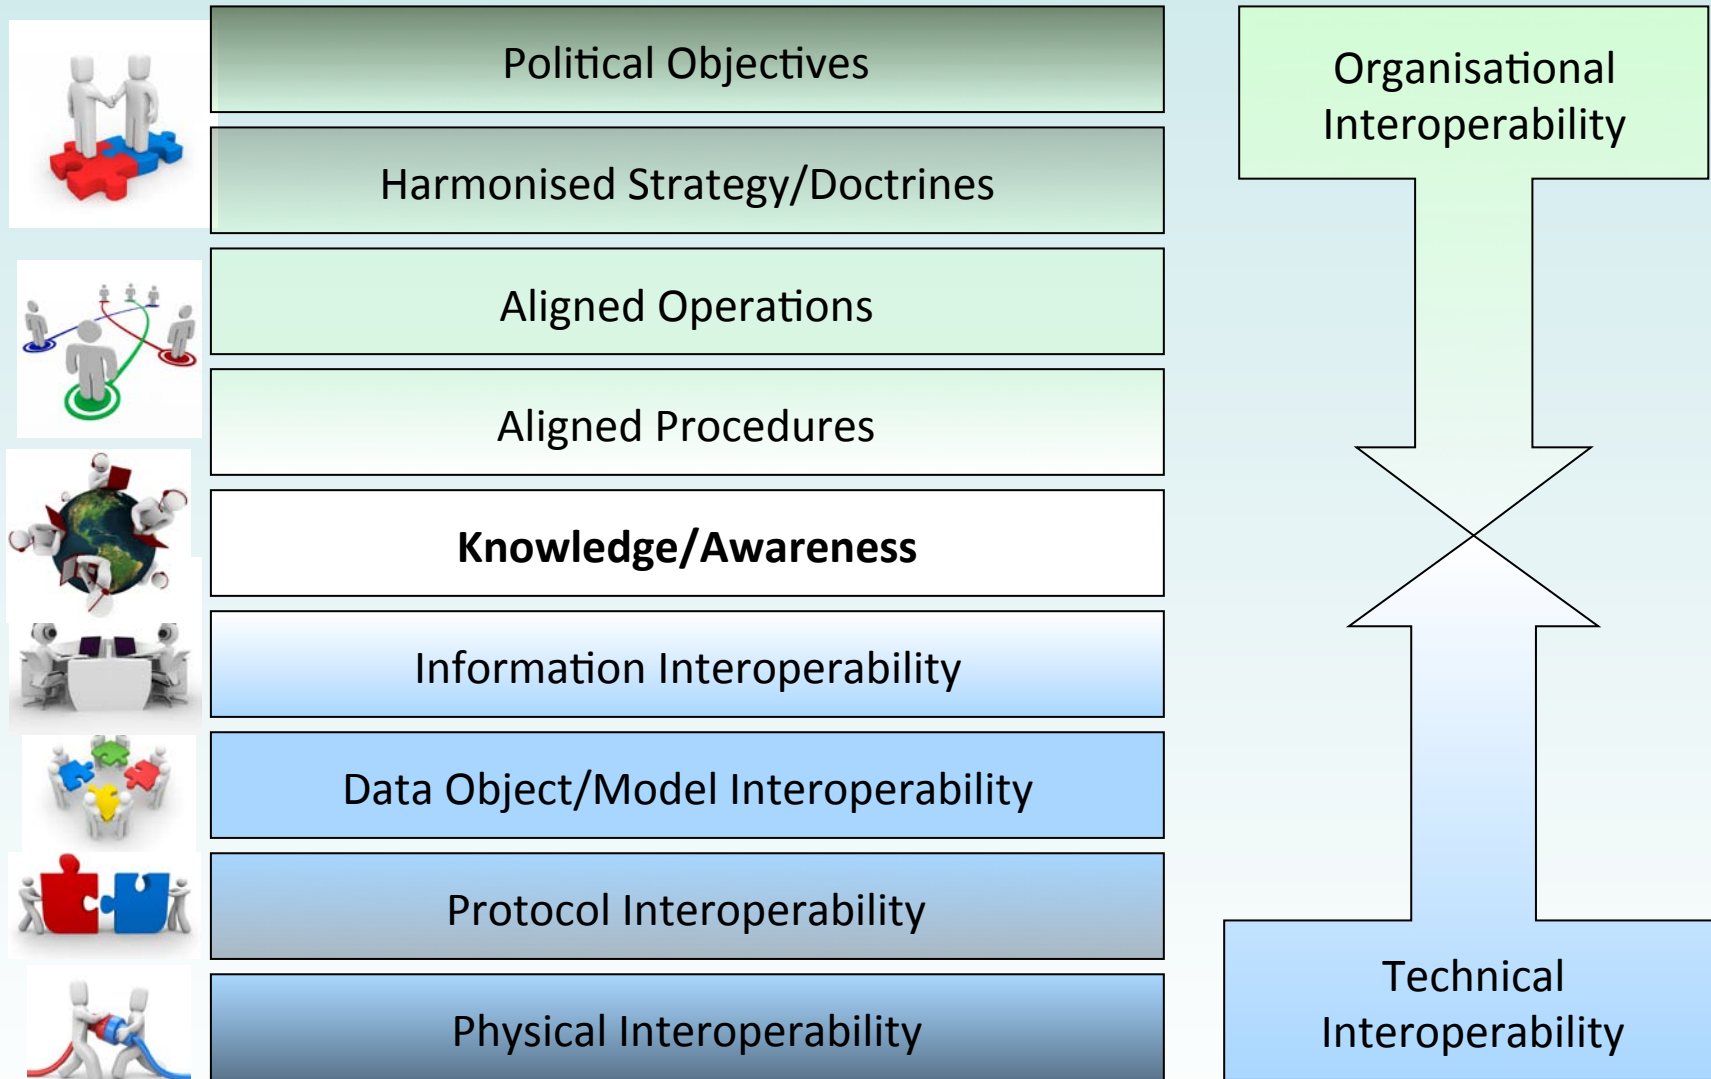 Political Objectives
Harmonised Strategy/Doctrines
Aligned Operations
Aligned Procedures
Knowledge/Awareness
Information Interoperability
Data Object/Model Interoperability
Protocol Interoperability
Physical Interoperability
Organisational
Interoperability
Technical
Interoperability